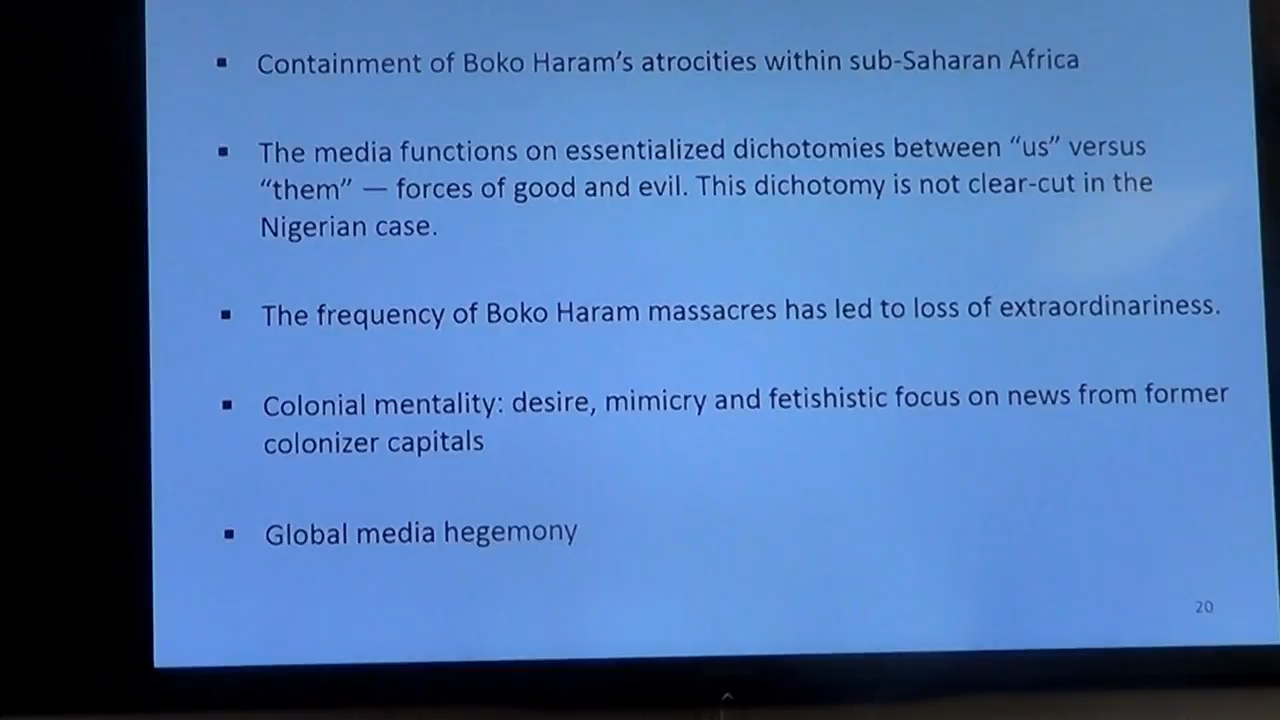 ▪ Containment of Boko Haram’s atrocities within sub-Saharan Africa
▪ The media functions on essentialized dichotomies between “us” versus
“them” — forces of good and evil. This dichotomy is not clear-cut in the
Nigerian case.
▪ The frequency of Boko Haram massacres has led to loss of extraordinariness.
▪ Colonial mentality: desire, mimicry and fetishistic focus on news from former
colonizer capitals
▪ Global media hegemony
20